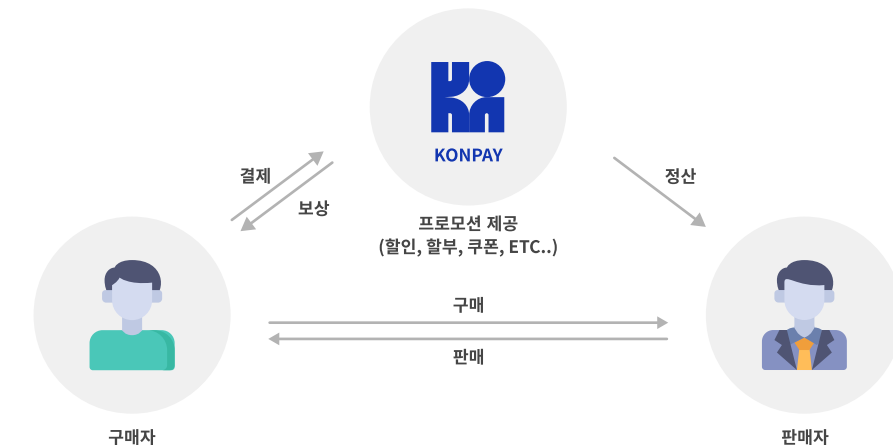 KONA
KONPAY
결제
보상
정산
프로모션 제공
(할인, 할부, 쿠폰, ETC..)
구매
판매
구매자
판매자